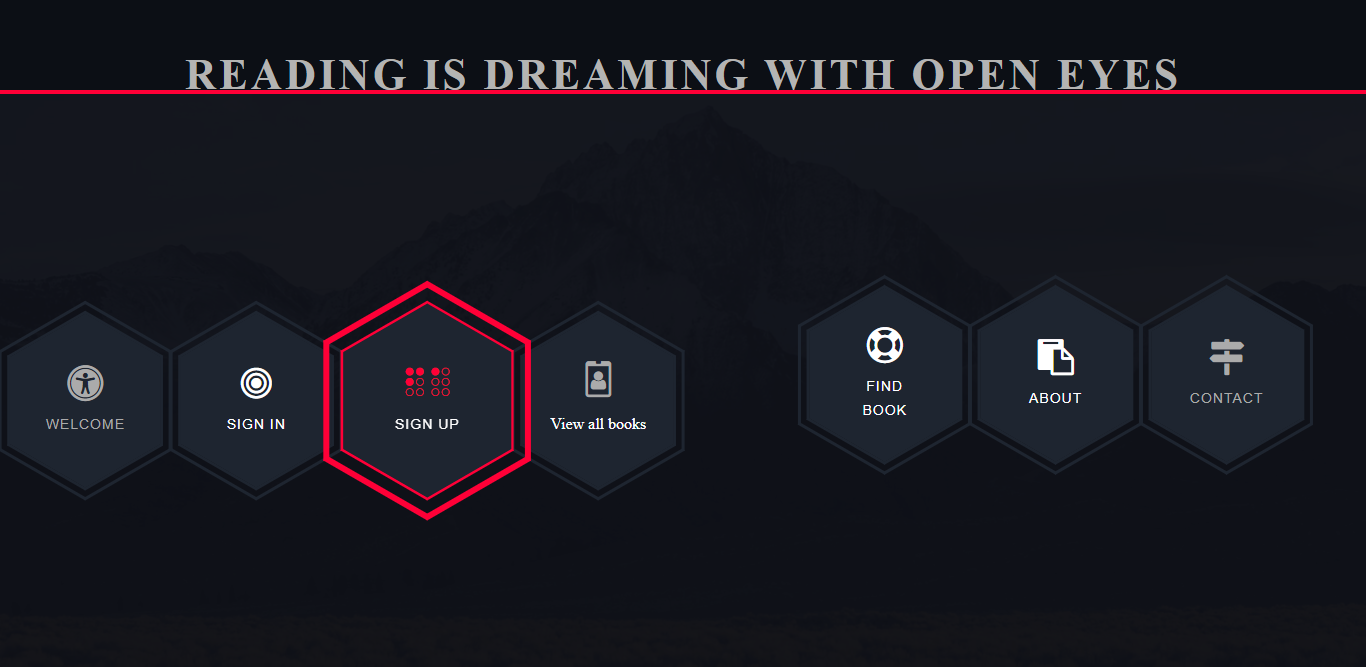 READING IS DREAMING WITH OPEN EYES
WELCOME
SIGN IN
SIGN UP
View all books
FIND
BOOK
ABOUT
CONTACT